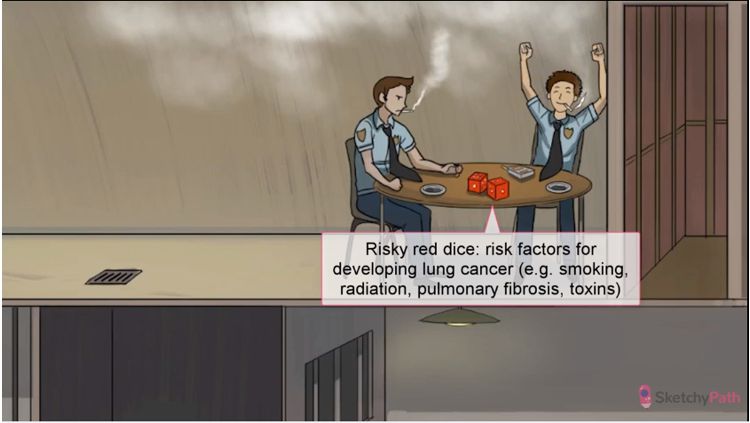 Risky red dice: risk factors for
developing lung cancer (e.g. smoking,
radiation, pulmonary fibrosis, toxins)
SketchyPath